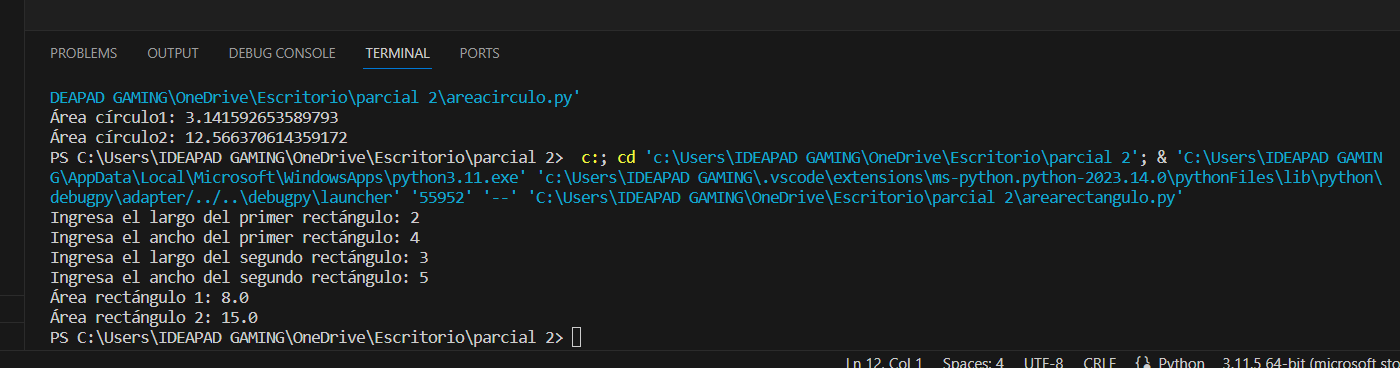 PROBLEMS OUTPUT DEBUG CONSOLE TERMINAL PORTS
DEAPAD GAMING\OneDrive\Escritorio\parcial 2\areacirculo.py'
Área círculo1: 3.141592653589793
Área círculo2: 12.566370614359172
PS C:\Users\IDEAPAD GAMING\OneDrive\Escritorio\parcial 2>  c:; cd 'c:\Users\IDEAPAD GAMING\OneDrive\Escritorio\parcial 2'; & 'C:\Users\IDEAPAD GAMIN
G\AppData\Local\Microsoft\WindowsApps\python3.11.exe' 'c:\Users\IDEAPAD GAMING\.vscode\extensions\ms-python.python-2023.14.0\pythonFiles\lib\python\
debugpy\adapter/../..\debugpy\launcher' '55952' '--' 'C:\Users\IDEAPAD GAMING\OneDrive\Escritorio\parcial 2\arearectangulo.py'
Ingresa el largo del primer rectángulo: 2
Ingresa el ancho del primer rectángulo: 4
Ingresa el largo del segundo rectángulo: 3
Ingresa el ancho del segundo rectángulo: 5
Área rectángulo 1: 8.0
Área rectángulo 2: 15.0
PS C:\Users\IDEAPAD GAMING\OneDrive\Escritorio\parcial 2>
Ln 12, Col 1 Spaces: 4 UTF-8 CRLF Python 3.11.5 64-bit (microsoft sto